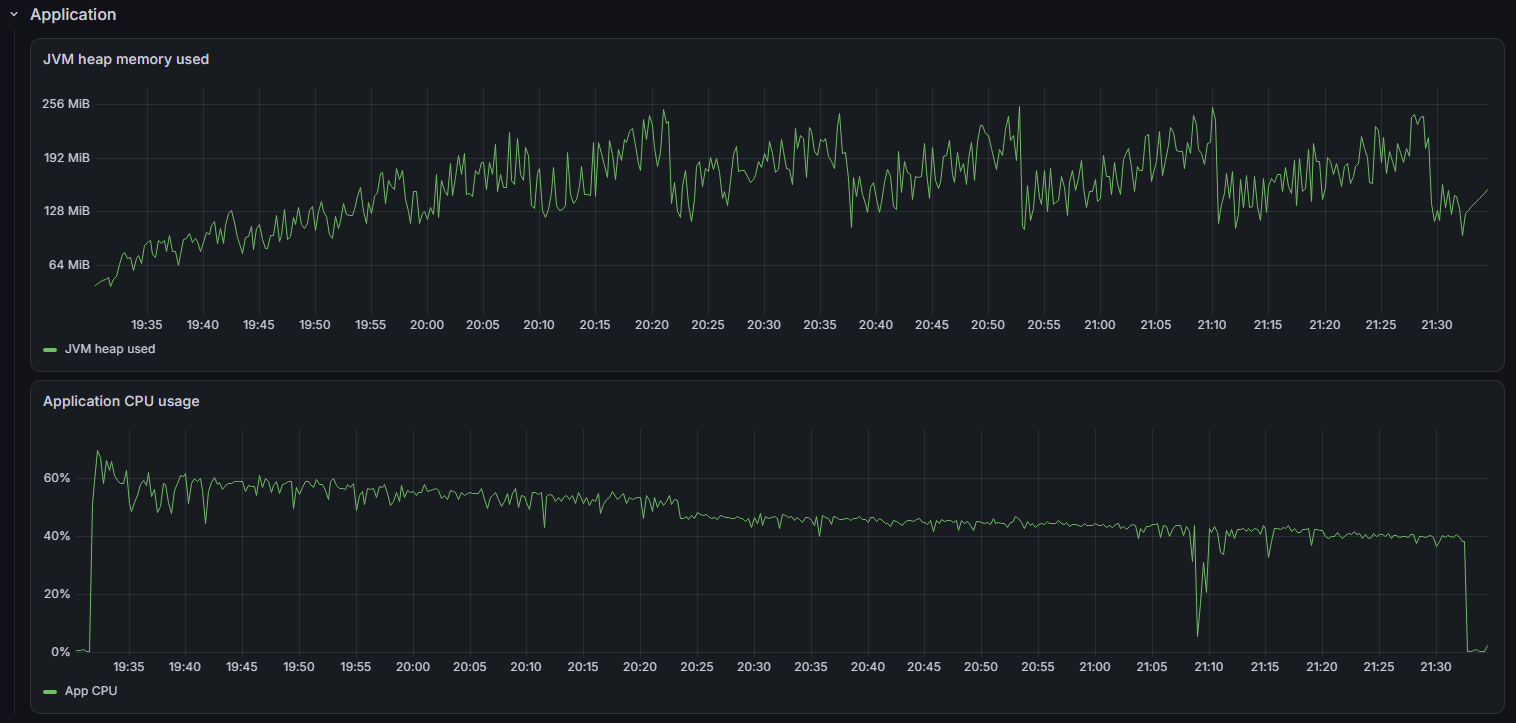 Application
JVM heap memory used
256 MiB
192 MiB
128 MiB
64 MiB
19:35 19:40 19:45 19:50 19:55 20:00 20:05 20:10 20:15 20:20 20:25 20:30 20:35 20:40 20:45 20:50 20:55 21:00 21:05 21:10 21:15 21:20 21:25 21:30
JVM heap used
Application CPU usage
60%
40%
20%
0%
19:35 19:40 19:45 19:50 19:55 20:00 20:05 20:10 20:15 20:20 20:25 20:30 20:35 20:40 20:45 20:50 20:55 21:00 21:05 21:10 21:15 21:20 21:25 21:30
App CPU